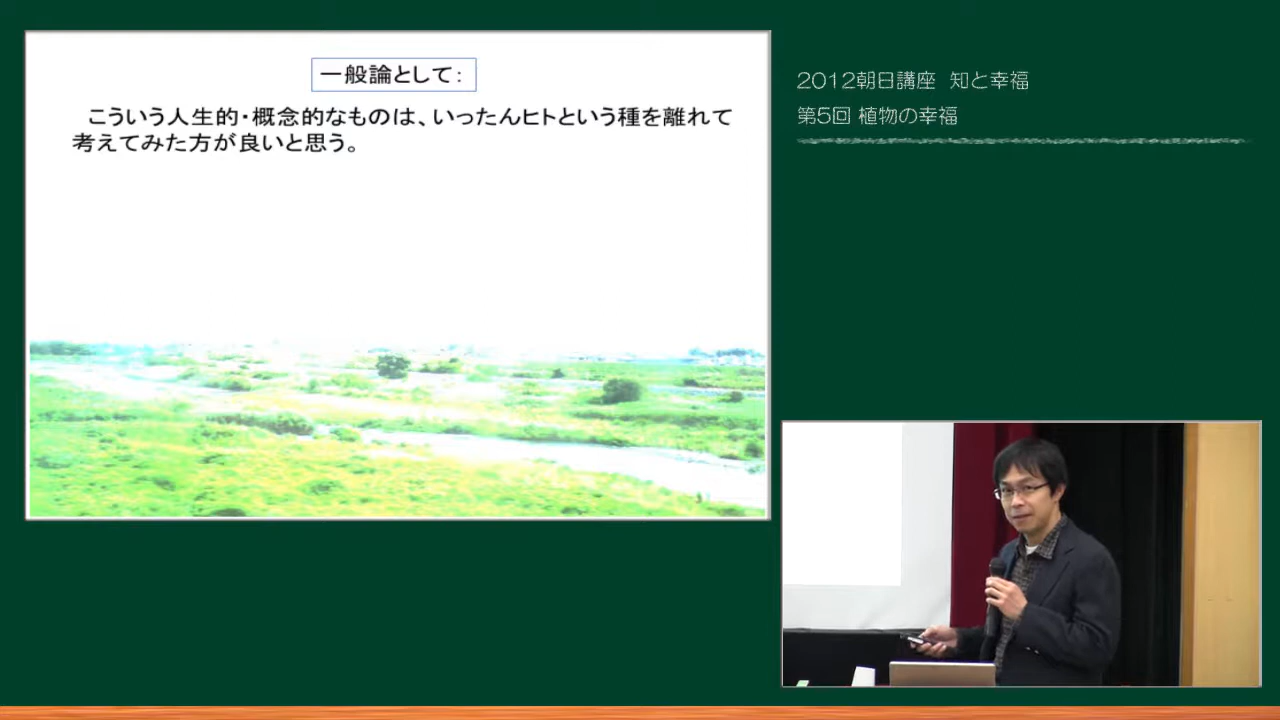 一般論として：
こういう人生的・概念的なものは、いったんヒトという種を離れて
考えてみた方が良いと思う。
2012朝日講座 知と幸福
第5回 植物の幸福